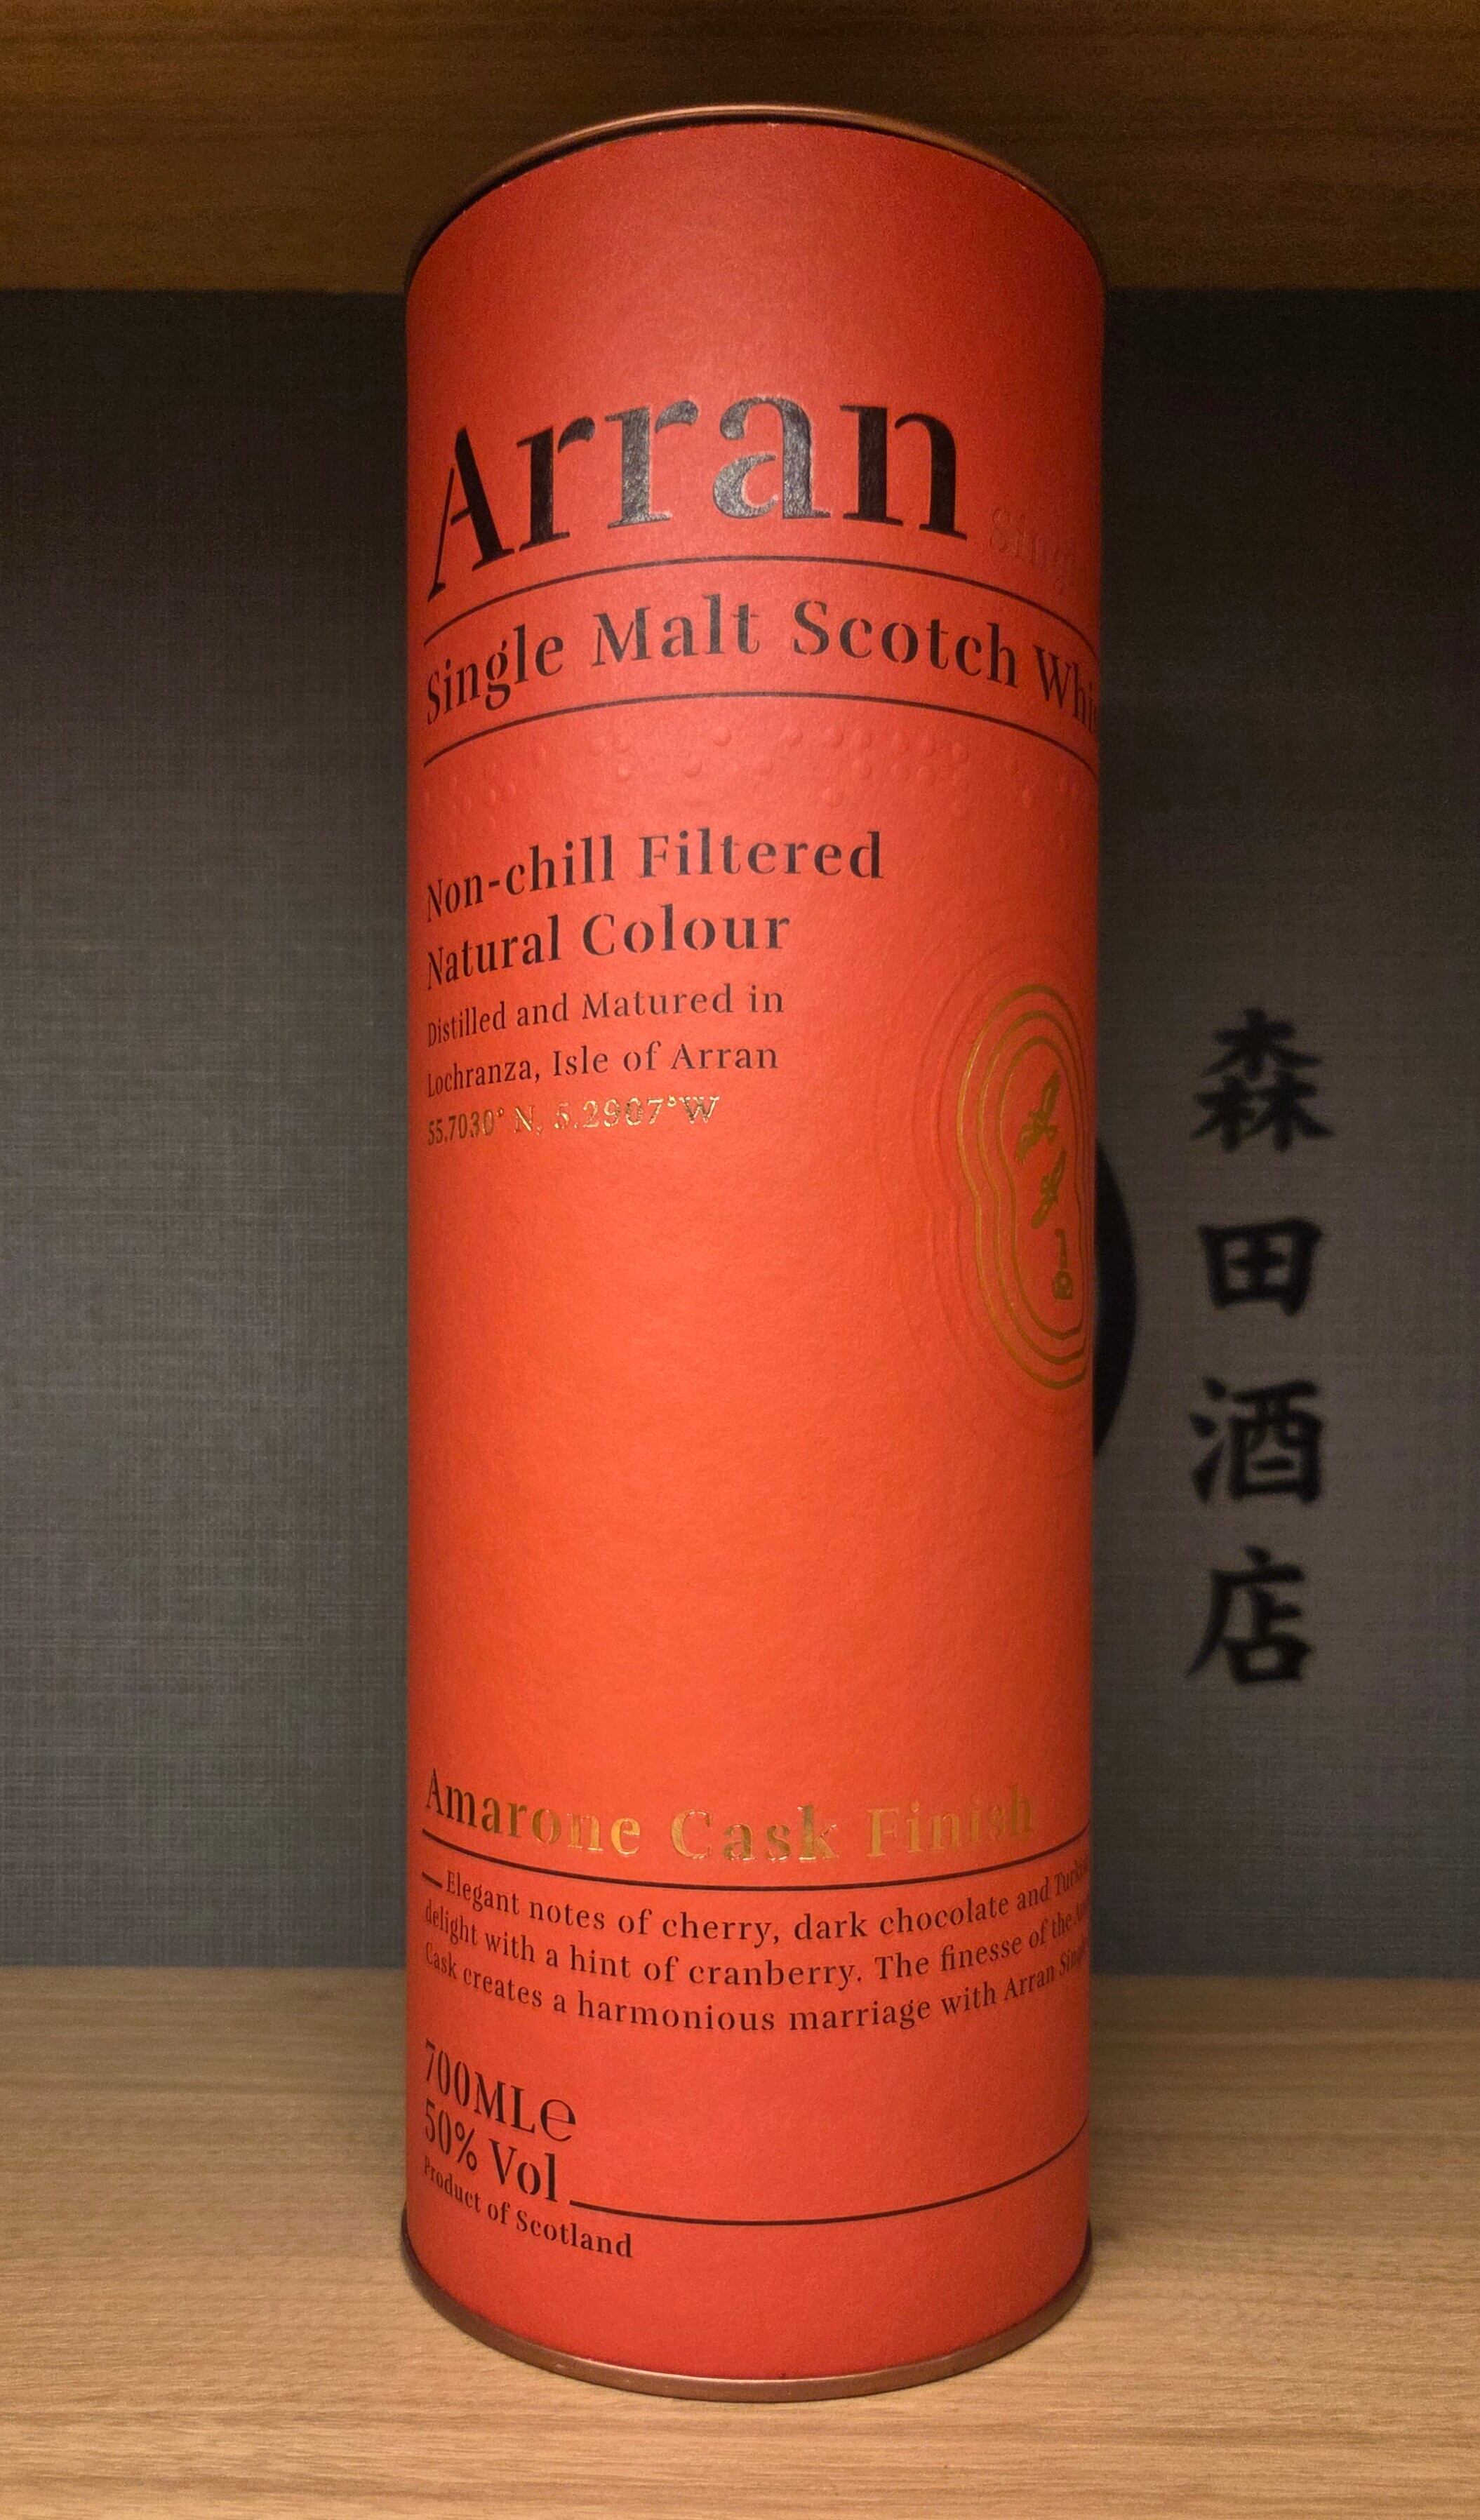 Arran
Single Malt Scotch
Non-chill Filtered
Natural Colour
Distilled and Matured in
Lochranza, Isle of Arran
55.7030° N, 5.2907°W
Amarone Cask Finish
—Elegant notes of cherry, dark chocolate and
delight with a hint of cranberry. The finesse of the
Cask creates a harmonious marriage with Arran
700ML℮
50% Vol
Product of Scotland
森田酒店